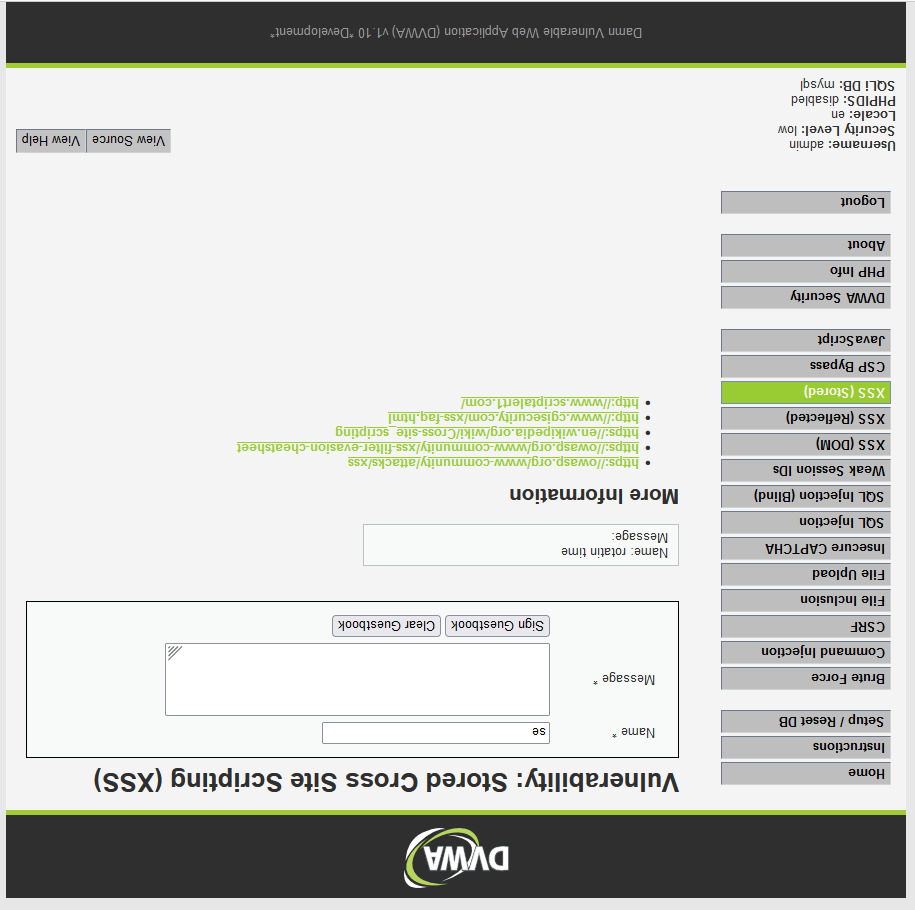 DVWA
Home
Instructions
Setup / Reset DB
Brute Force
Command Injection
CSRF
File Inclusion
File Upload
Insecure CAPTCHA
SQL Injection
SQL Injection (Blind)
Weak Session IDs
XSS (DOM)
XSS (Reflected)
XSS (Stored)
CSP Bypass
JavaScript
DVWA Security
PHP Info
About
Logout
Vulnerability: Stored Cross Site Scripting (XSS)
Name *
se
Message *
Sign Guestbook
Clear Guestbook
Name: rotatin time
Message:
More Information
https://owasp.org/www-community/attacks/xss
https://owasp.org/www-community/xss-filter-evasion-cheatsheet
https://en.wikipedia.org/wiki/Cross-site_scripting
http://www.cgisecurity.com/xss-faq.html
http://www.scriptalert1.com/
Username: admin
Security Level: low
Locale: en
PHPIDS: disabled
SQLi DB: mysql
View Source
View Help
Damn Vulnerable Web Application (DVWA) v1.10 *Development*